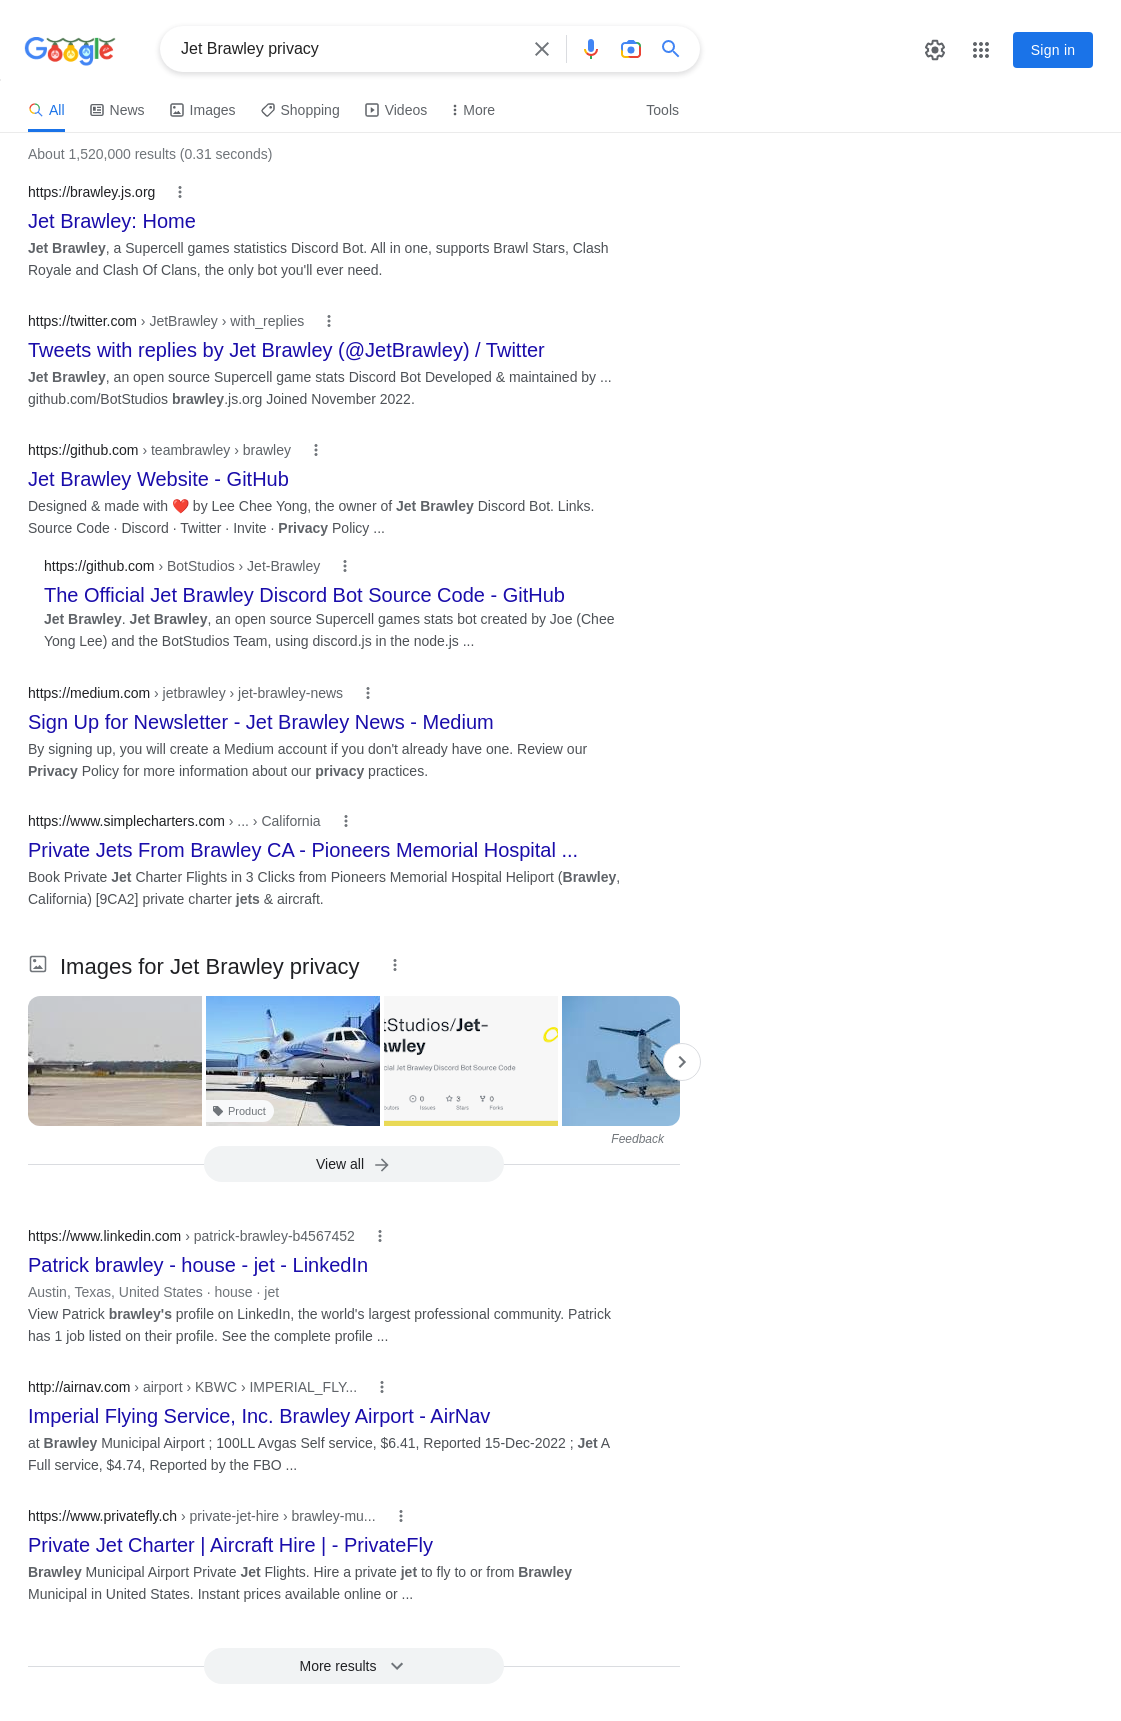 Google
Jet Brawley privacy
Sign in
All
News
Images
Shopping
Videos
More
Tools
About 1,520,000 results (0.31 seconds)
https://brawley.js.org
Jet Brawley: Home
Jet Brawley, a Supercell games statistics Discord Bot. All in one, supports Brawl Stars, Clash
Royale and Clash Of Clans, the only bot you'll ever need.
https://twitter.com › JetBrawley › with_replies
Tweets with replies by Jet Brawley (@JetBrawley) / Twitter
Jet Brawley, an open source Supercell game stats Discord Bot Developed & maintained by ...
github.com/BotStudios brawley.js.org Joined November 2022.
https://github.com › teambrawley › brawley
Jet Brawley Website - GitHub
Designed & made with ❤️ by Lee Chee Yong, the owner of Jet Brawley Discord Bot. Links.
Source Code · Discord · Twitter · Invite · Privacy Policy ...
https://github.com › BotStudios › Jet-Brawley
The Official Jet Brawley Discord Bot Source Code - GitHub
Jet Brawley. Jet Brawley, an open source Supercell games stats bot created by Joe (Chee
Yong Lee) and the BotStudios Team, using discord.js in the node.js ...
https://medium.com › jetbrawley › jet-brawley-news
Sign Up for Newsletter - Jet Brawley News - Medium
By signing up, you will create a Medium account if you don't already have one. Review our
Privacy Policy for more information about our privacy practices.
https://www.simplecharters.com › ... › California
Private Jets From Brawley CA - Pioneers Memorial Hospital ...
Book Private Jet Charter Flights in 3 Clicks from Pioneers Memorial Hospital Heliport (Brawley,
California) [9CA2] private charter jets & aircraft.
Images for Jet Brawley privacy
tStudios/Jet-
awley
cial Jet Brawley Discord Bot Source Code
0 3 0
utors Issues Stars Forks
Product
Feedback
View all
https://www.linkedin.com › patrick-brawley-b4567452
Patrick brawley - house - jet - LinkedIn
Austin, Texas, United States · house · jet
View Patrick brawley's profile on LinkedIn, the world's largest professional community. Patrick
has 1 job listed on their profile. See the complete profile ...
http://airnav.com › airport › KBWC › IMPERIAL_FLY...
Imperial Flying Service, Inc. Brawley Airport - AirNav
at Brawley Municipal Airport ; 100LL Avgas Self service, $6.41, Reported 15-Dec-2022 ; Jet A
Full service, $4.74, Reported by the FBO ...
https://www.privatefly.ch › private-jet-hire › brawley-mu...
Private Jet Charter | Aircraft Hire | - PrivateFly
Brawley Municipal Airport Private Jet Flights. Hire a private jet to fly to or from Brawley
Municipal in United States. Instant prices available online or ...
More results